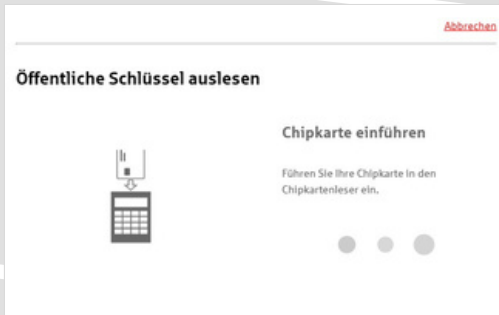 Abbrechen
Öffentliche Schlüssel auslesen
Chipkarte einführen
Führen Sie Ihre Chipkarte in den
Chipkartenleser ein.